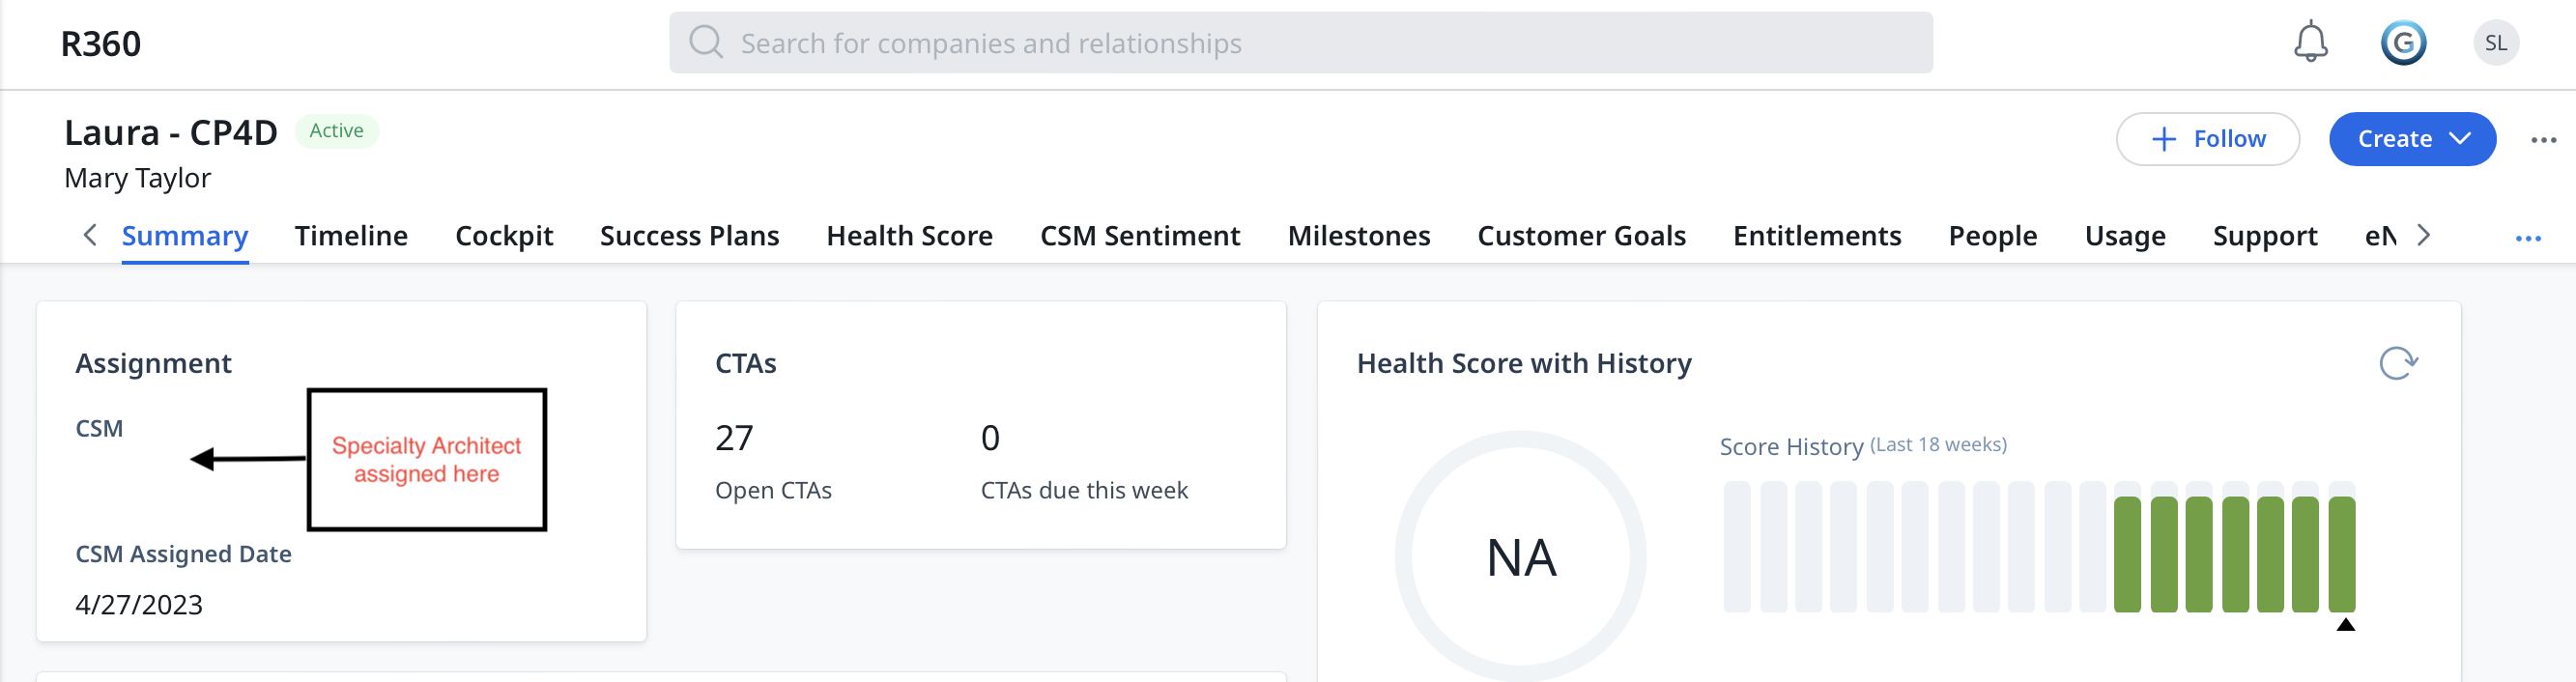 R360
Search for companies and relationships
G
SL
Laura - CP4D
Active
Mary Taylor
Follow
Create
Summary
Timeline
Cockpit
Success Plans
Health Score
CSM Sentiment
Milestones
Customer Goals
Entitlements
People
Usage
Support
eN
Assignment
CSM
Specialty Architect
assigned here
CSM Assigned Date
4/27/2023
CTAs
27
Open CTAs
0
CTAs due this week
Health Score with History
NA
Score History (Last 18 weeks)